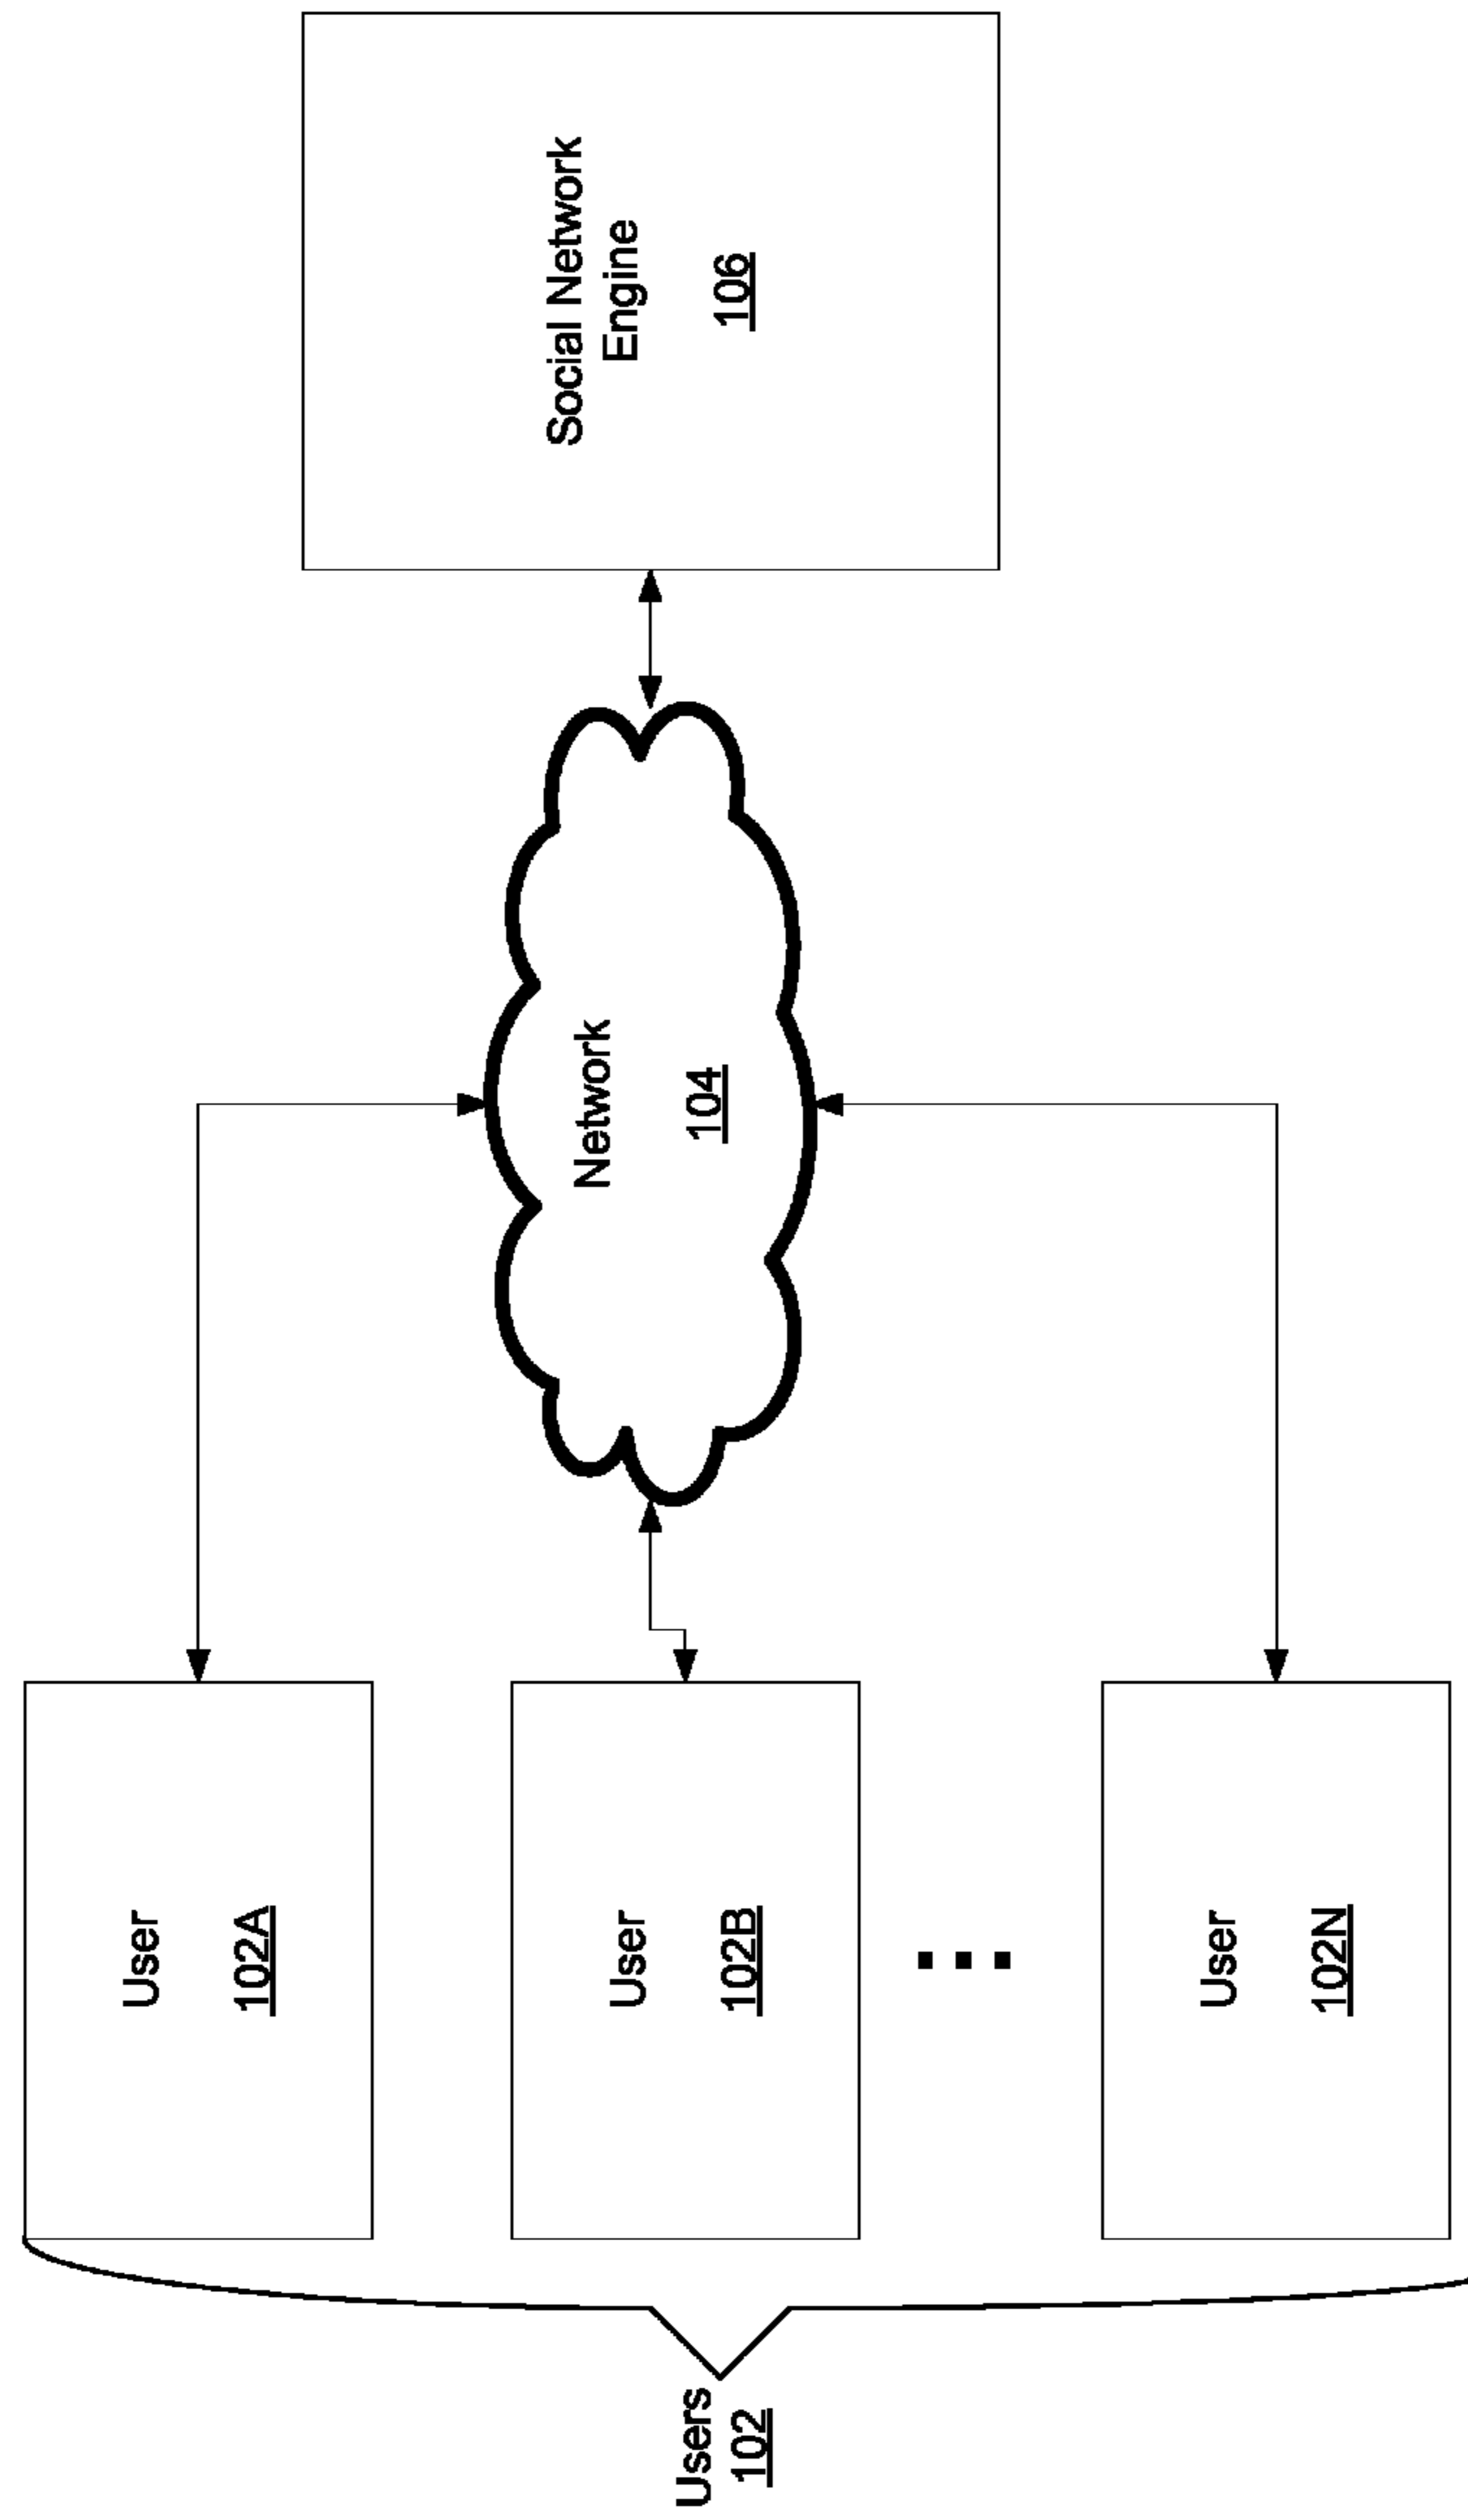 Users
102
User
102A
User
102B
...
User
102N
Network
104
Social Network
Engine
106